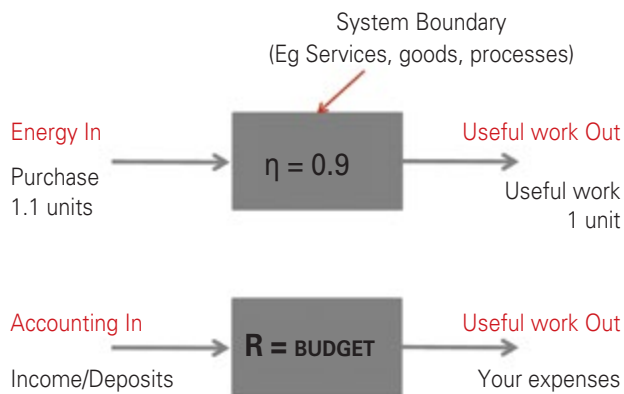 System Boundary
(Eg Services, goods, processes)
Energy In
Purchase
1.1 units
η = 0.9
Useful work Out
Useful work
1 unit
Accounting In
Income/Deposits
R = BUDGET
Useful work Out
Your expenses